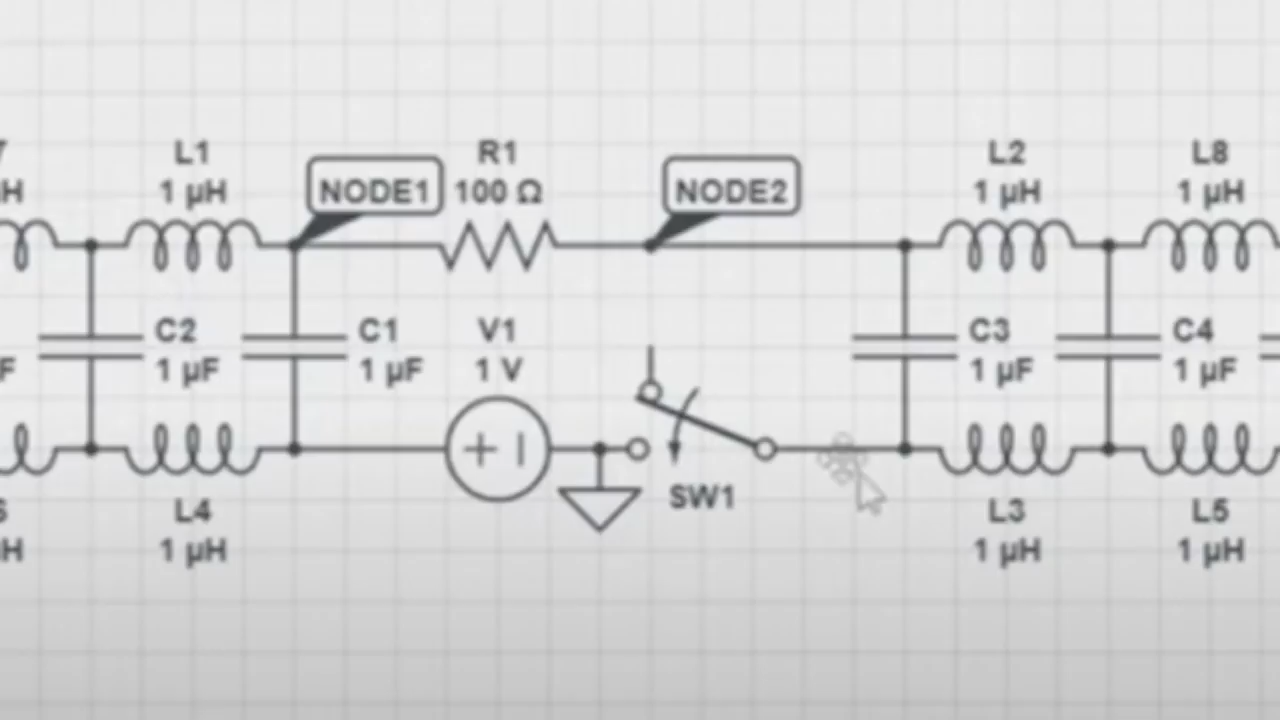 L1
1 µH
NODE1
R1
100 Ω
NODE2
L2
1 µH
L8
1 µH
C2
1 µF
C1
1 µF
V1
1 V
C3
1 µF
C4
1 µF
SW1
L4
1 µH
L3
1 µH
L5
1 µH